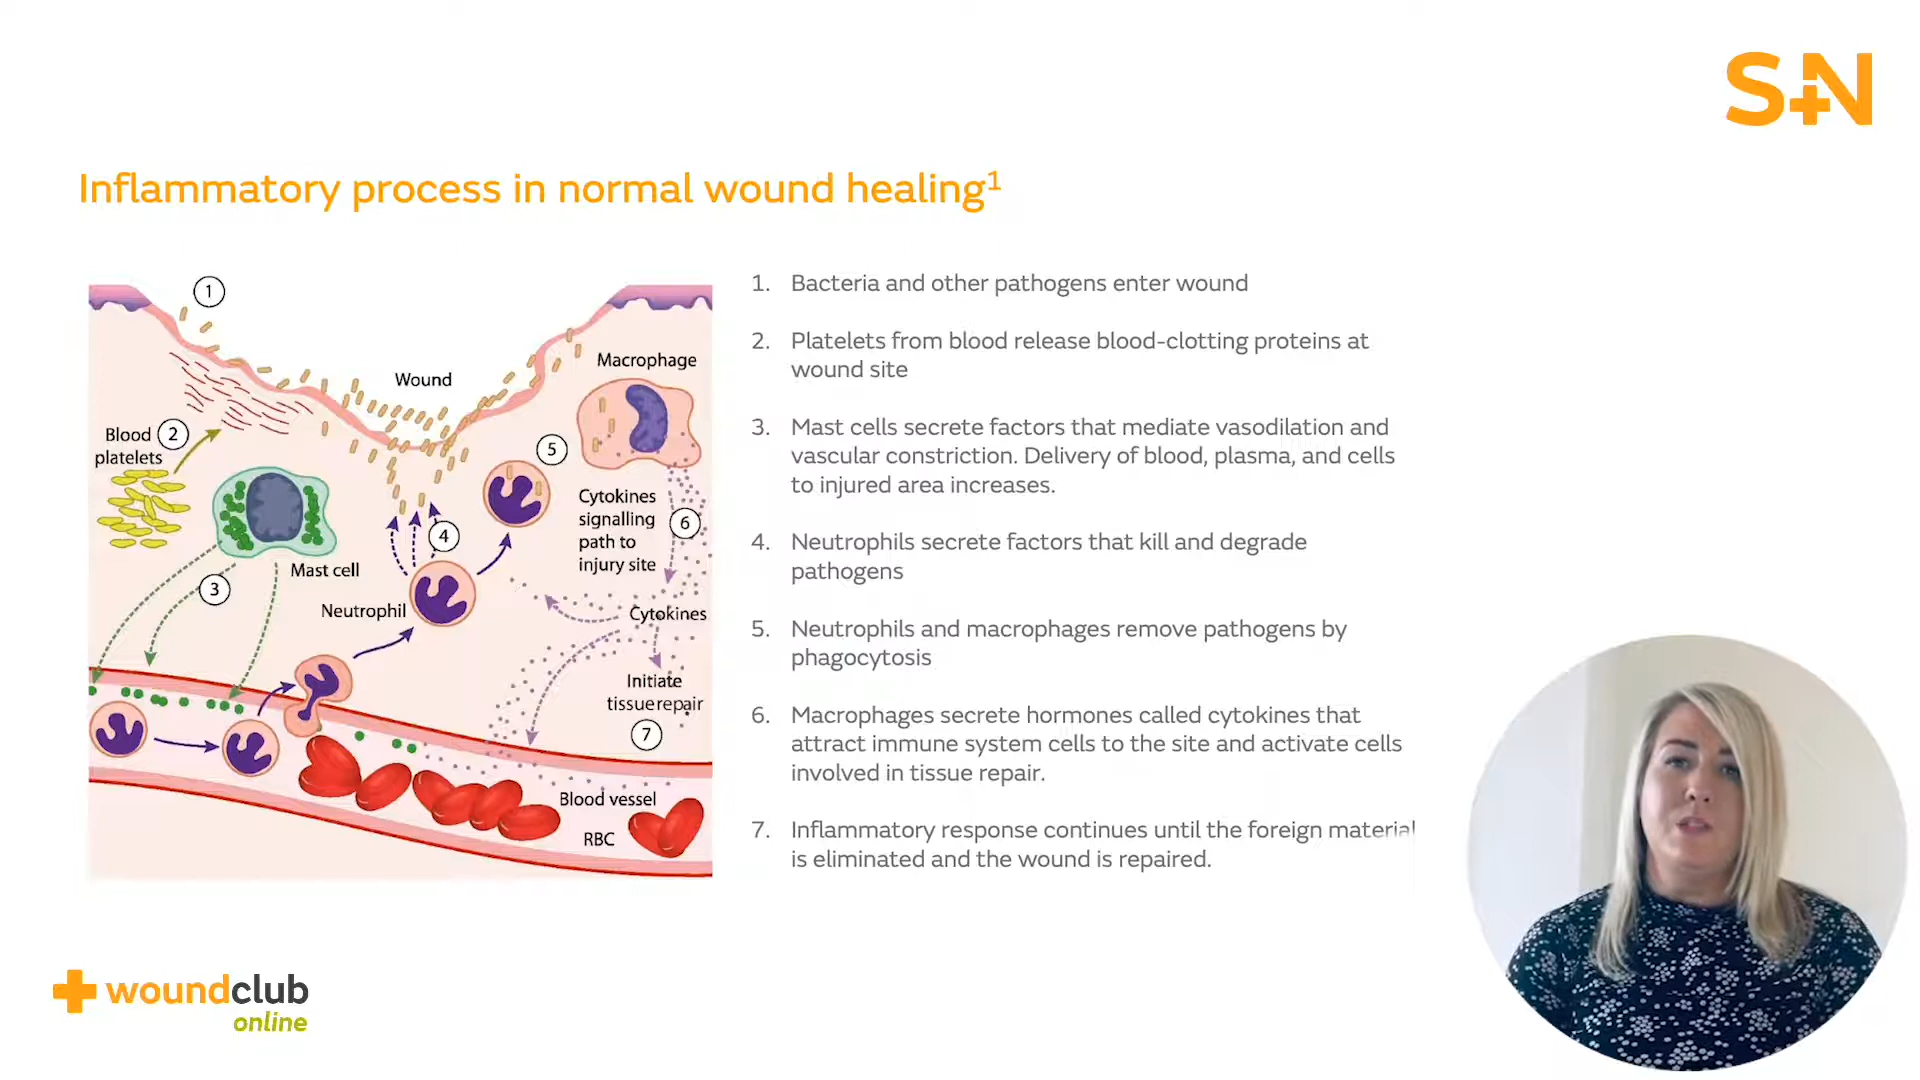 S+N
Inflammatory process in normal wound healing1
1
Wound
Macrophage
Blood
platelets
2
5
Cytokines
signalling
path to
injury site
6
4
Mast cell
3
Neutrophil
Cytokines
Initiate
tissue repair
7
Blood vessel
RBC
1. Bacteria and other pathogens enter wound
2. Platelets from blood release blood-clotting proteins at
wound site
3. Mast cells secrete factors that mediate vasodilation and
vascular constriction. Delivery of blood, plasma, and cells
to injured area increases.
4. Neutrophils secrete factors that kill and degrade
pathogens
5. Neutrophils and macrophages remove pathogens by
phagocytosis
6. Macrophages secrete hormones called cytokines that
attract immune system cells to the site and activate cells
involved in tissue repair.
7. Inflammatory response continues until the foreign material
is eliminated and the wound is repaired.
woundclub
online